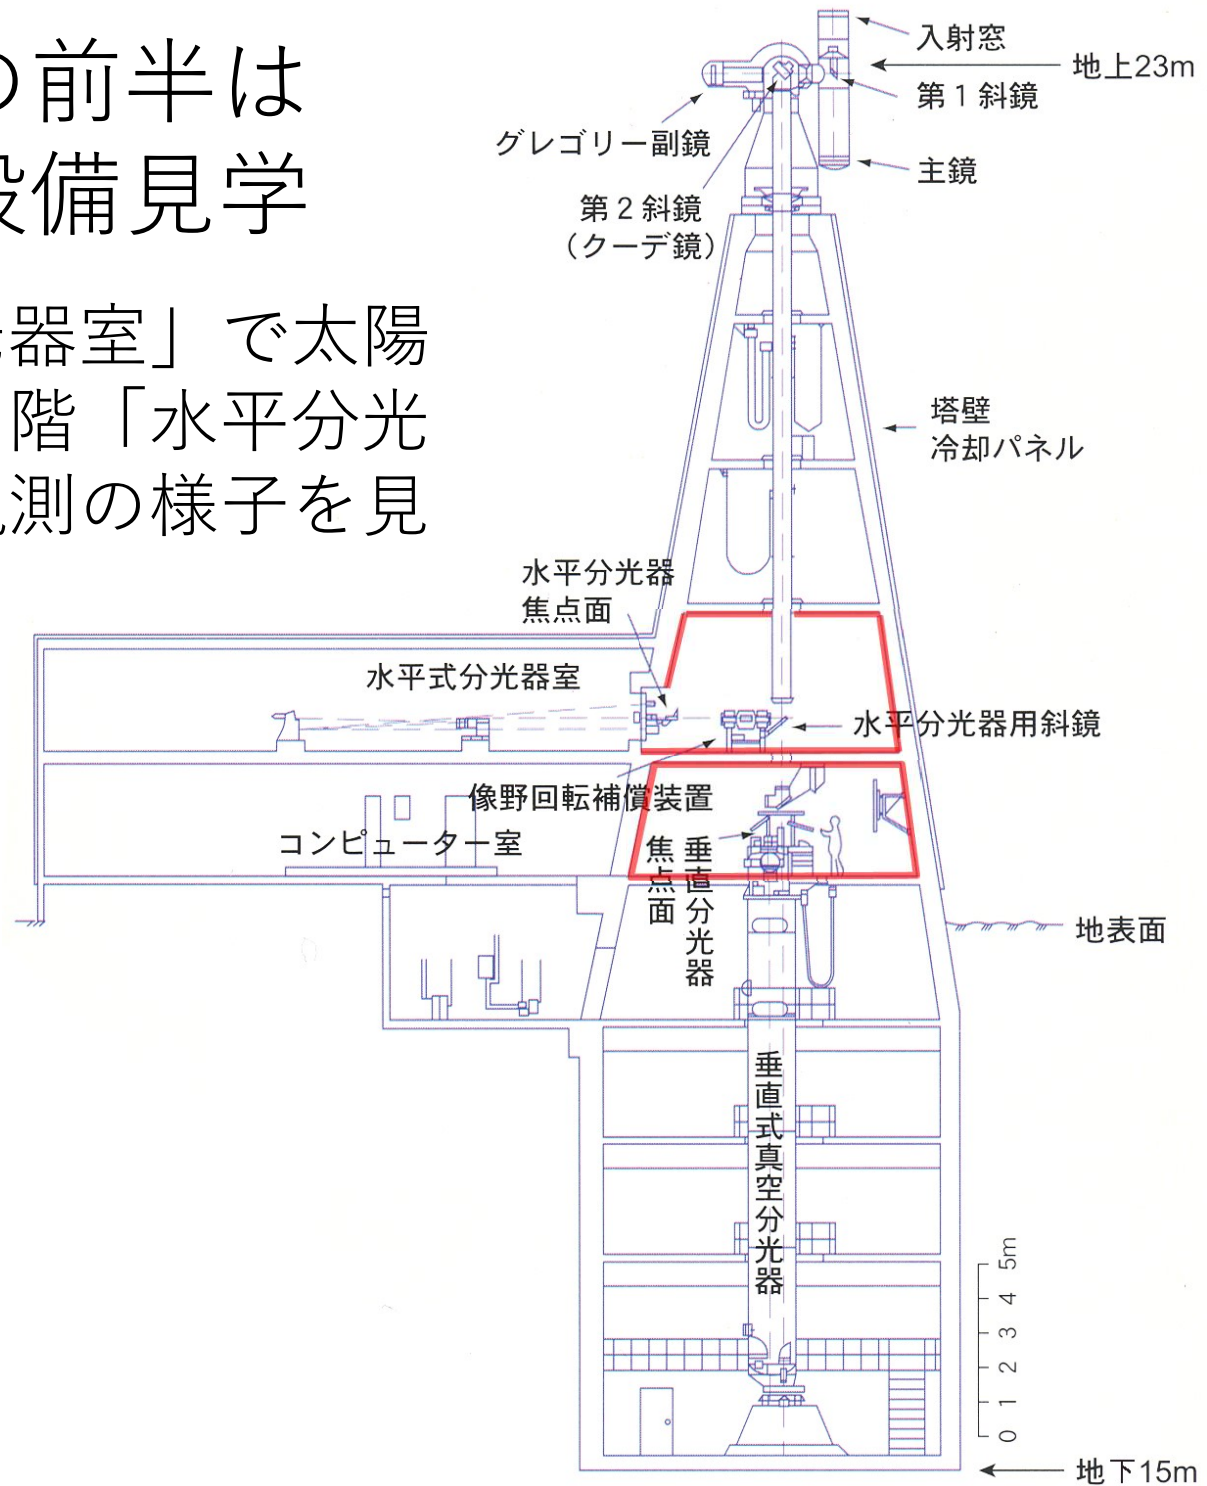 の前半は
設備見学
光器室」で太陽
階「水平分光
観測の様子を見
入射窓
地上23m
第1斜鏡
グレゴリー副鏡
主鏡
第2斜鏡
（クーデ鏡）
塔壁
冷却パネル
水平分光器
焦点面
水平式分光器室
水平分光器用斜鏡
像野回転補償装置
コンピューター室
垂直分光器
焦点面
地表面
垂直式真空分光器
5m
4
3
2
1
0
地下15m